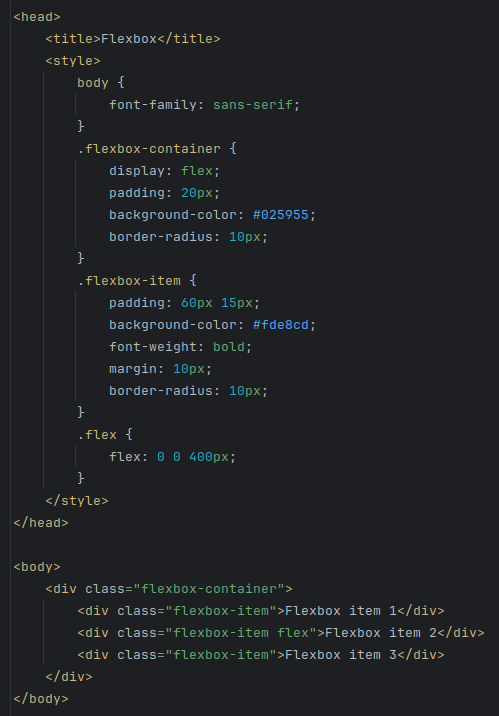 <head>
    <title>Flexbox</title>
    <style>
        body {
            font-family: sans-serif;
        }
        .flexbox-container {
            display: flex;
            padding: 20px;
            background-color: #025955;
            border-radius: 10px;
        }
        .flexbox-item {
            padding: 60px 15px;
            background-color: #fde8cd;
            font-weight: bold;
            margin: 10px;
            border-radius: 10px;
        }
        .flex {
            flex: 0 0 400px;
        }
    </style>
</head>

<body>
    <div class="flexbox-container">
        <div class="flexbox-item">Flexbox item 1</div>
        <div class="flexbox-item flex">Flexbox item 2</div>
        <div class="flexbox-item">Flexbox item 3</div>
    </div>
</body>